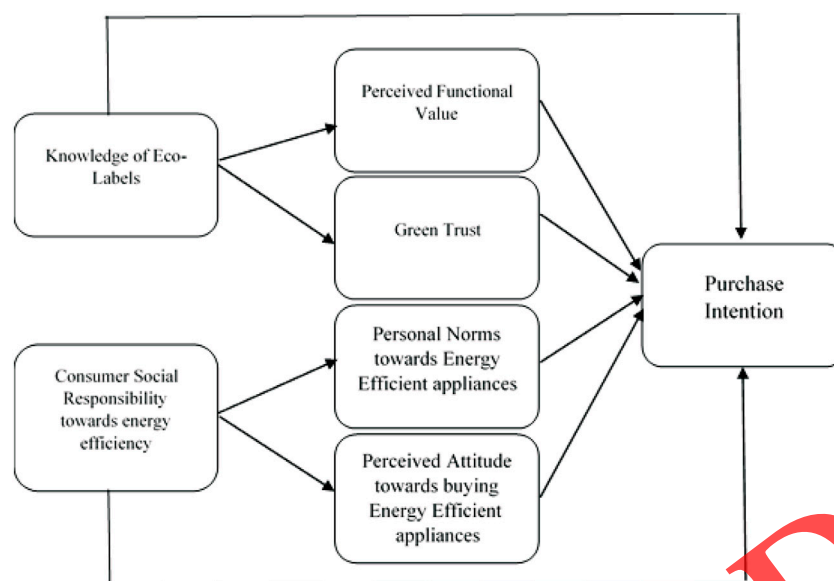 Perceived Functional
Value
Knowledge of Eco-
Labels
Green Trust
Purchase
Intention
Personal Norms
towards Energy
Efficient appliances
Consumer Social
Responsibility
towards energy
efficiency
Perceived Attitude
towards buying
Energy Efficient
appliances